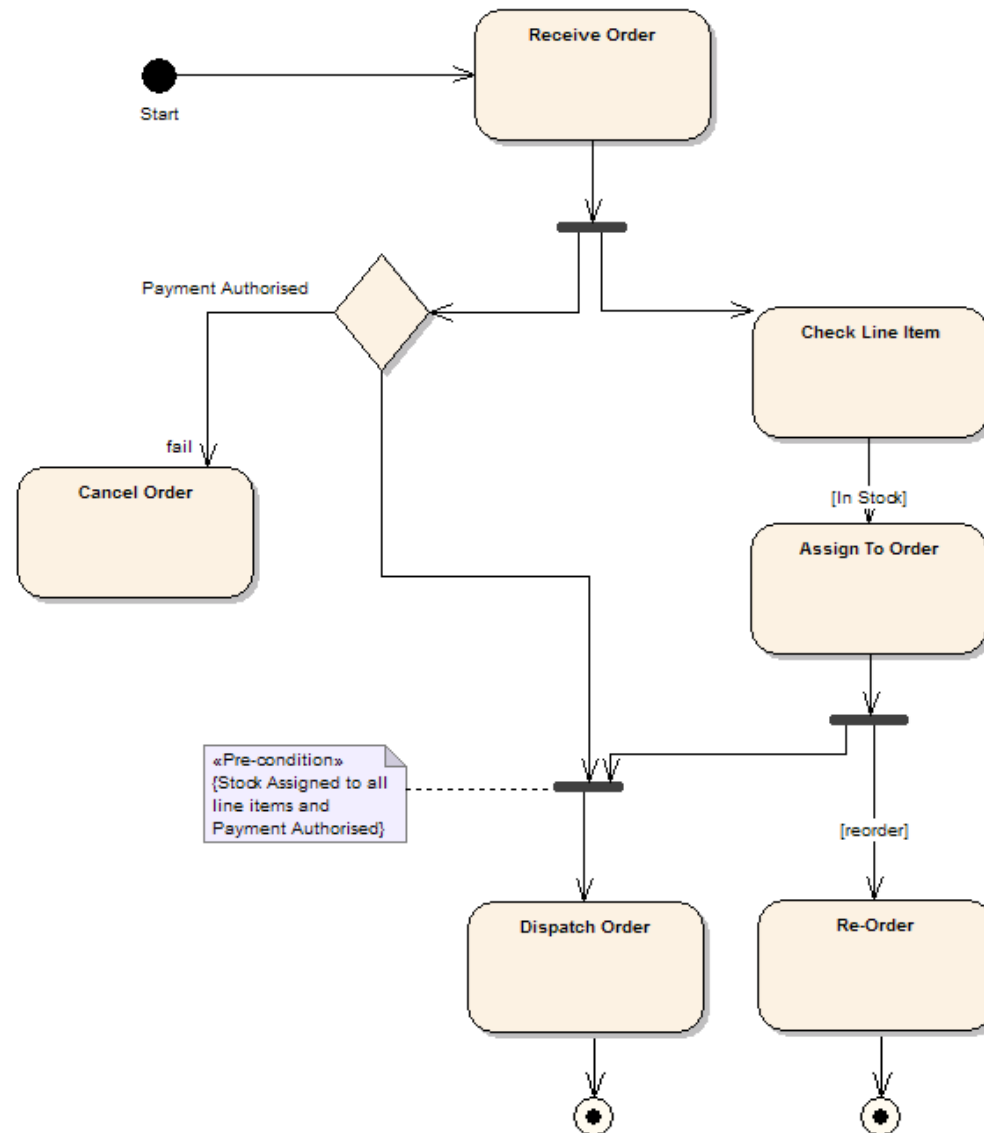 Receive Order
Start
Payment Authorised
Check Line Item
fail
Cancel Order
[In Stock]
Assign To Order
«Pre-condition»
{Stock Assigned to all
line items and
Payment Authorised}
[reorder]
Dispatch Order
Re-Order